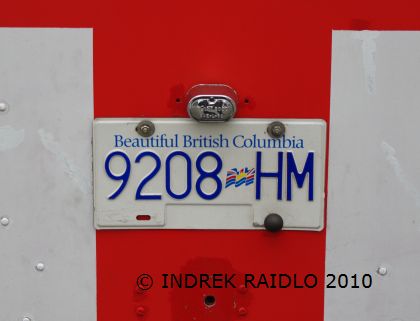 Beautiful British Columbia
9208 HM
© INDREK RAIDLO 2010